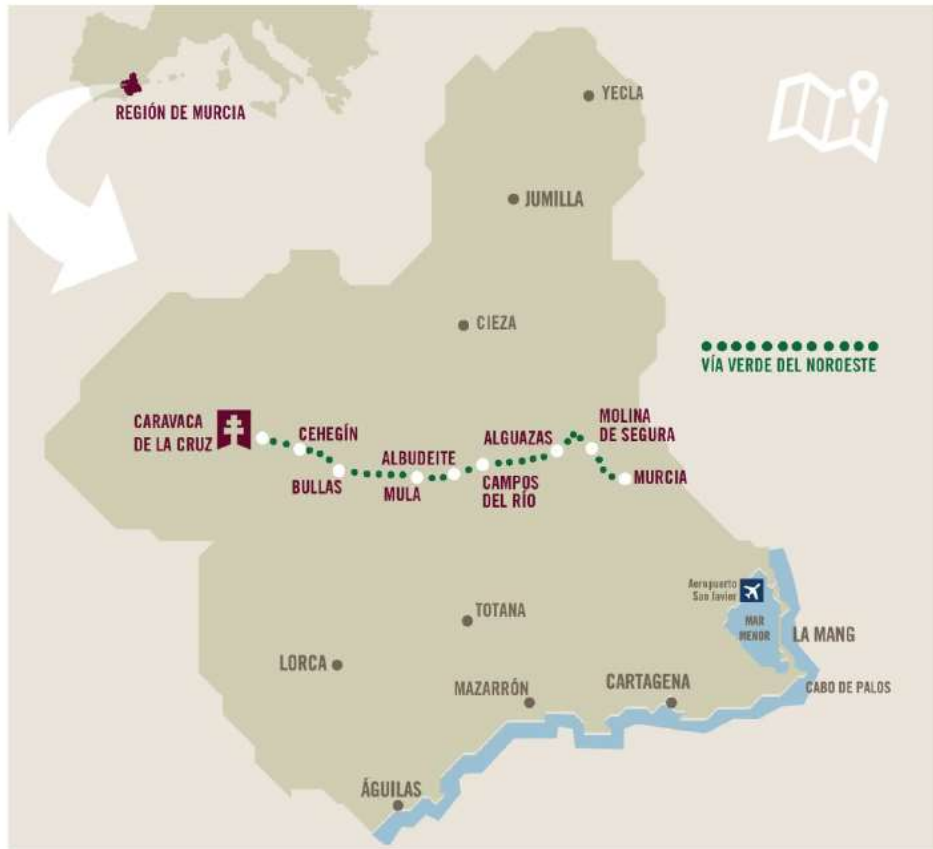 REGIÓN DE MURCIA
YECLA
JUMILLA
CIEZA
VÍA VERDE DEL NOROESTE
CARAVACA
DE LA CRUZ
CEHEGÍN
BULLAS
ALBUDEITE
MULA
ALGUAZAS
CAMPOS
DEL RÍO
MOLINA
DE SEGURA
MURCIA
Aeropuerto
San Javier
MAR
MENOR
LA MANG
CABO DE PALOS
TOTANA
LORCA
MAZARRÓN
CARTAGENA
ÁGUILAS